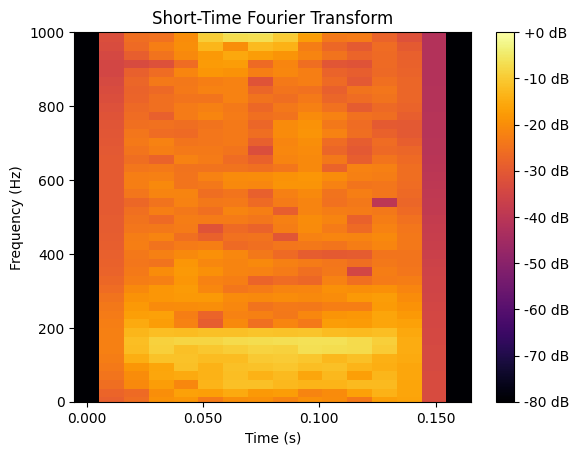 Short-Time Fourier Transform
1000
800
600
400
200
0
Frequency (Hz)
0.000
0.050
0.100
0.150
Time (s)
+0 dB
-10 dB
-20 dB
-30 dB
-40 dB
-50 dB
-60 dB
-70 dB
-80 dB